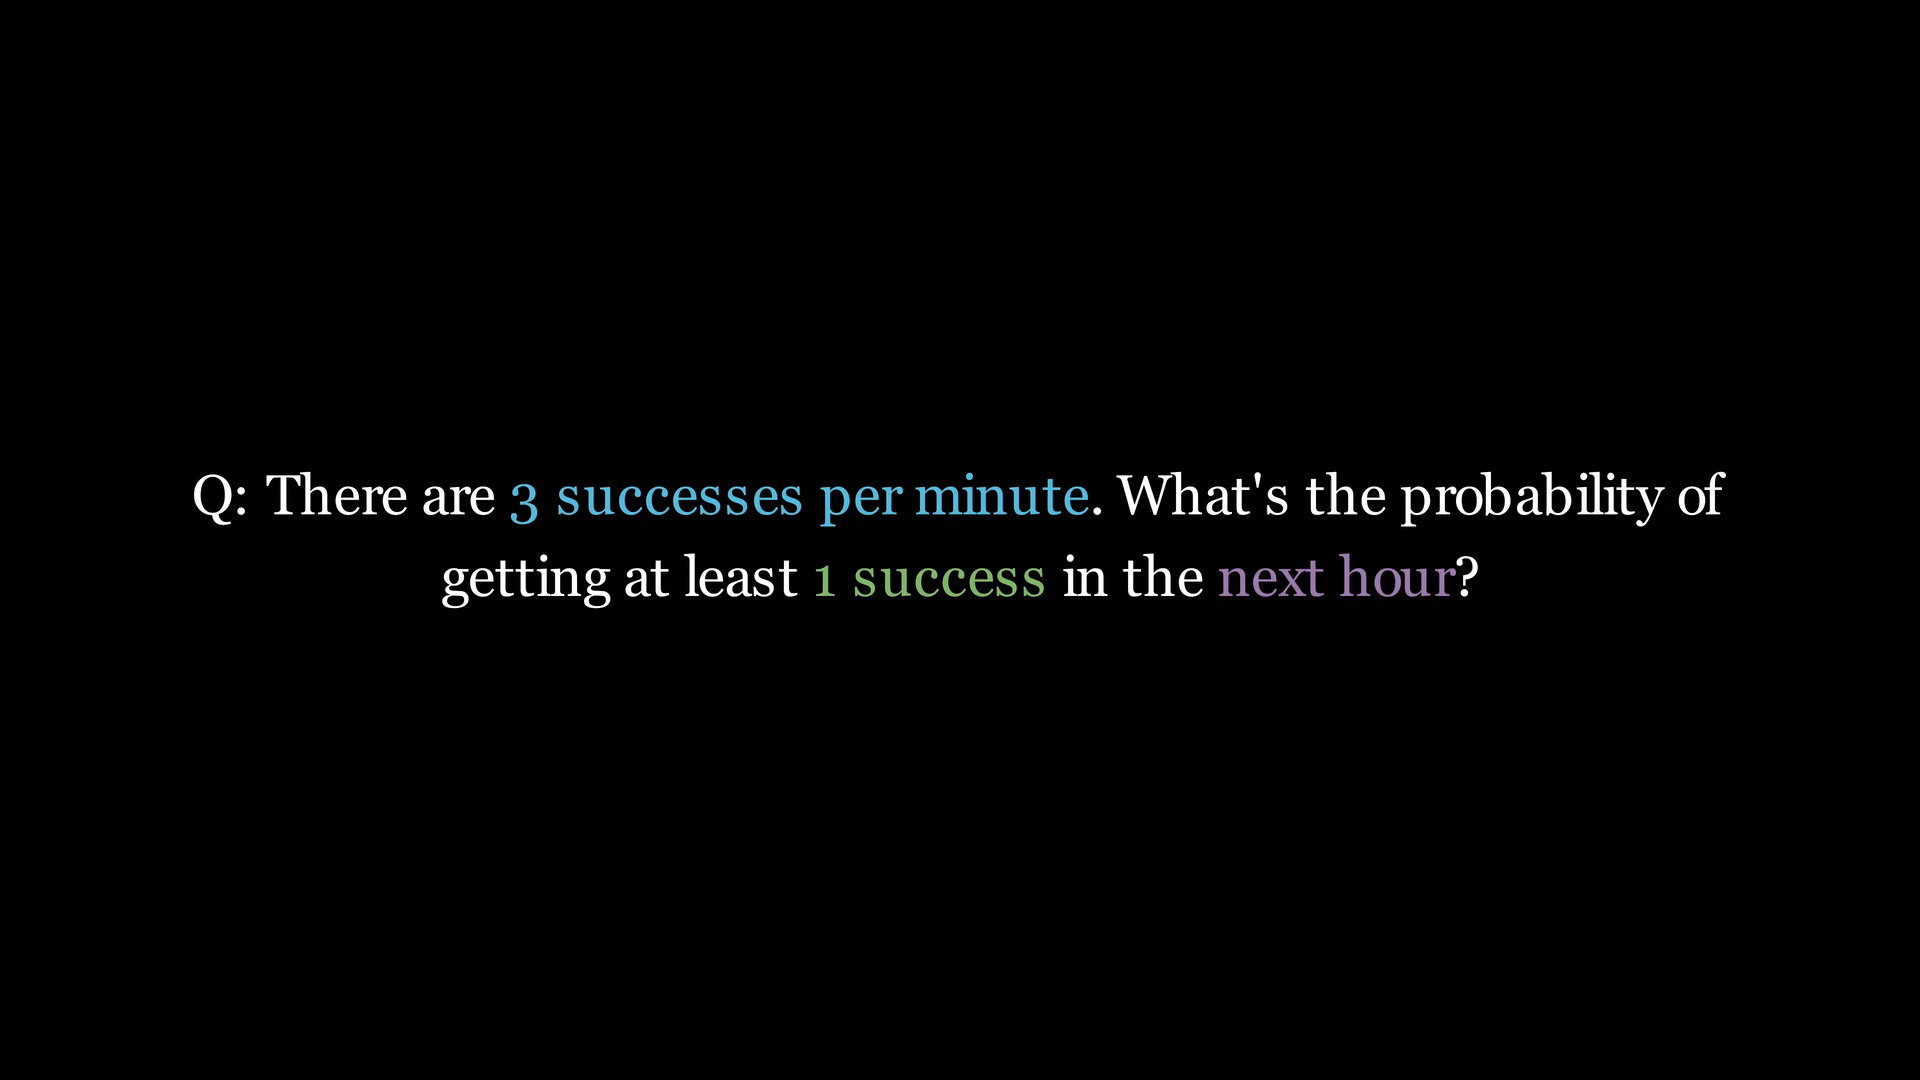 Q: There are 3 successes per minute. What's the probability of
getting at least 1 success in the next hour?